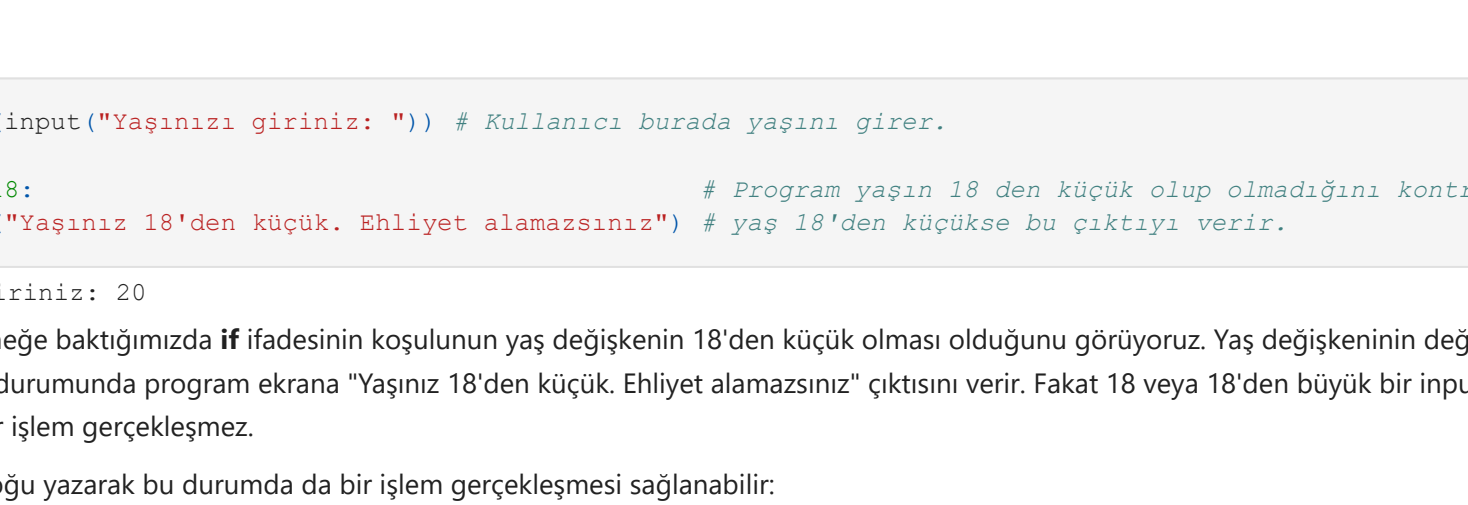 input("Yaşınızı giriniz: ")) # Kullanıcı burada yaşını girer.
18: # Program yaşın 18 den küçük olup olmadığını kontr
("Yaşınız 18'den küçük. Ehliyet alamazsınız") # yaş 18'den küçükse bu çıktıyı verir.
iriniz: 20
neğe baktığımızda if ifadesinin koşulunun yaş değişkenin 18'den küçük olması olduğunu görüyoruz. Yaş değişkeninin değ
durumunda program ekrana "Yaşınız 18'den küçük. Ehliyet alamazsınız" çıktısını verir. Fakat 18 veya 18'den büyük bir inpu
r işlem gerçekleşmez.
oğu yazarak bu durumda da bir işlem gerçekleşmesi sağlanabilir: